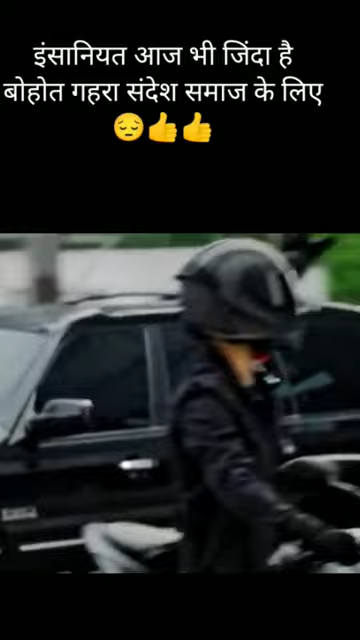 इंसानियत आज भी जिंदा है
बोहोत गहरा संदेश समाज के लिए
😔👍👍